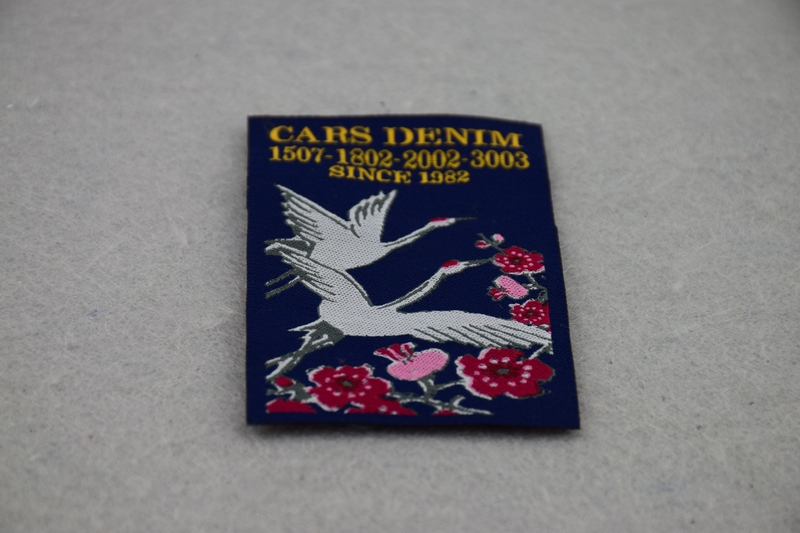 CARS DENIM
1507-1802-2002-3003
SINCE 1982